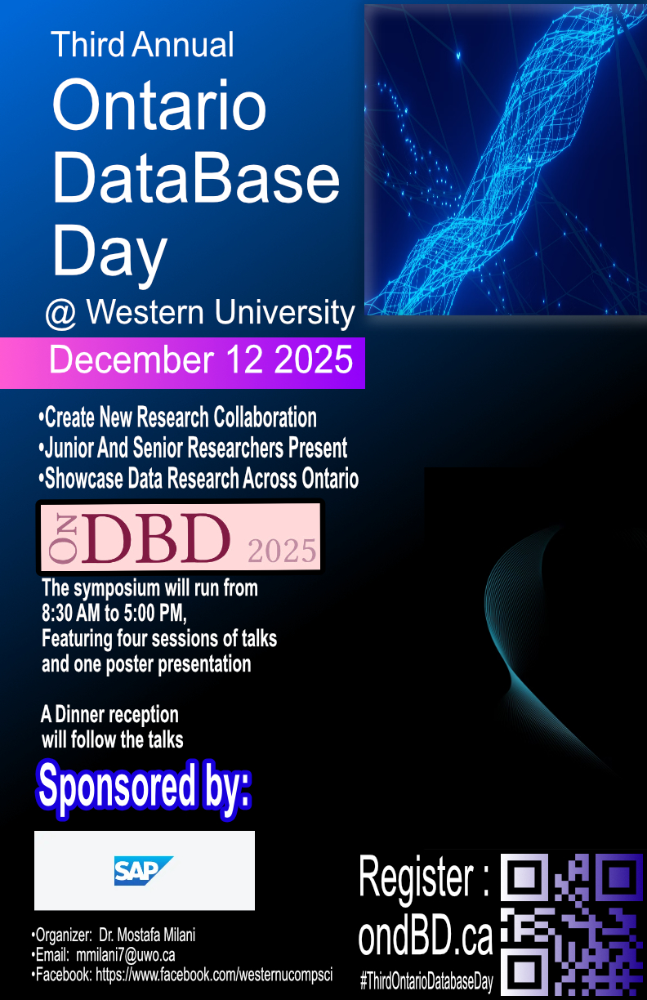 Third Annual
Ontario
DataBase
Day
@ Western University
December 12 2025
•Create New Research Collaboration
•Junior And Senior Researchers Present
•Showcase Data Research Across Ontario
ON DBD 2025
The symposium will run from
8:30 AM to 5:00 PM,
Featuring four sessions of talks
and one poster presentation
A Dinner reception
will follow the talks
Sponsored by:
SAP
Register :
ondBD.ca
#ThirdOntarioDatabaseDay
•Organizer: Dr. Mostafa Milani
•Email: mmilani7@uwo.ca
•Facebook: https://www.facebook.com/westernucompsci